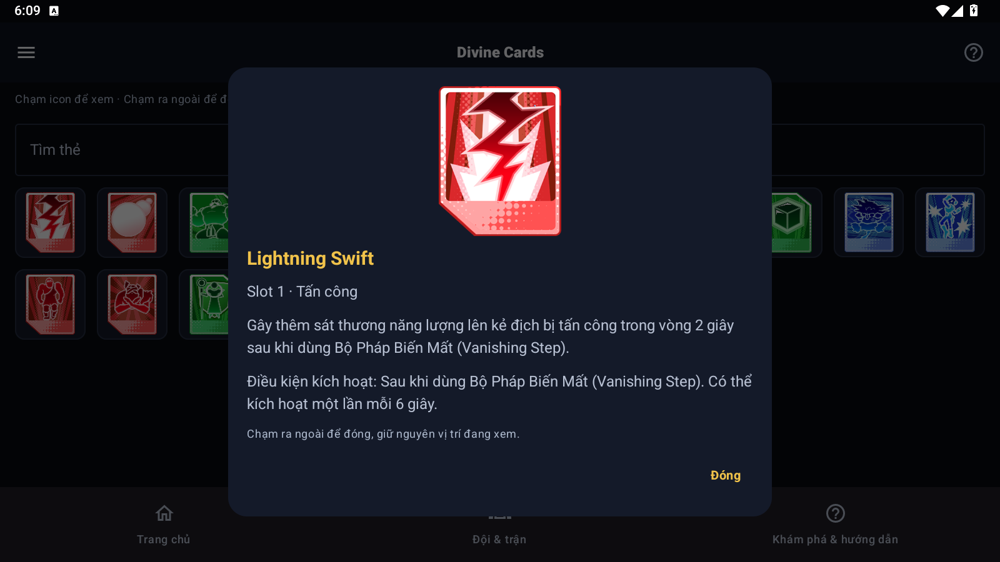 6:09
Divine Cards
Chạm icon để xem · Chạm ra ngoài để đ
Tìm thẻ
Lightning Swift
Slot 1 · Tấn công
Gây thêm sát thương năng lượng lên kẻ địch bị tấn công trong vòng 2 giây
sau khi dùng Bộ Pháp Biến Mất (Vanishing Step).
Điều kiện kích hoạt: Sau khi dùng Bộ Pháp Biến Mất (Vanishing Step). Có thể
kích hoạt một lần mỗi 6 giây.
Chạm ra ngoài để đóng, giữ nguyên vị trí đang xem.
Đóng
Trang chủ
Đội & trận
Khám phá & hướng dẫn